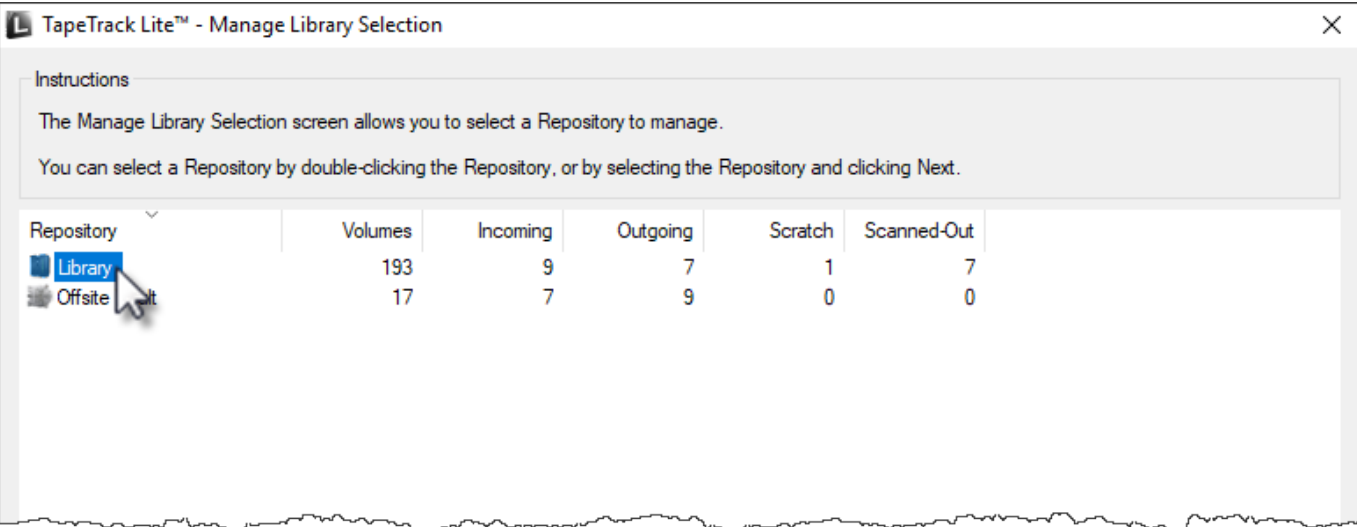 TapeTrack Lite™ - Manage Library Selection
Instructions
The Manage Library Selection screen allows you to select a Repository to manage.
You can select a Repository by double-clicking the Repository, or by selecting the Repository and clicking Next.
Repository Volumes Incoming Outgoing Scratch Scanned-Out
Library 193 9 7 1 7
Offsite 17 7 9 0 0